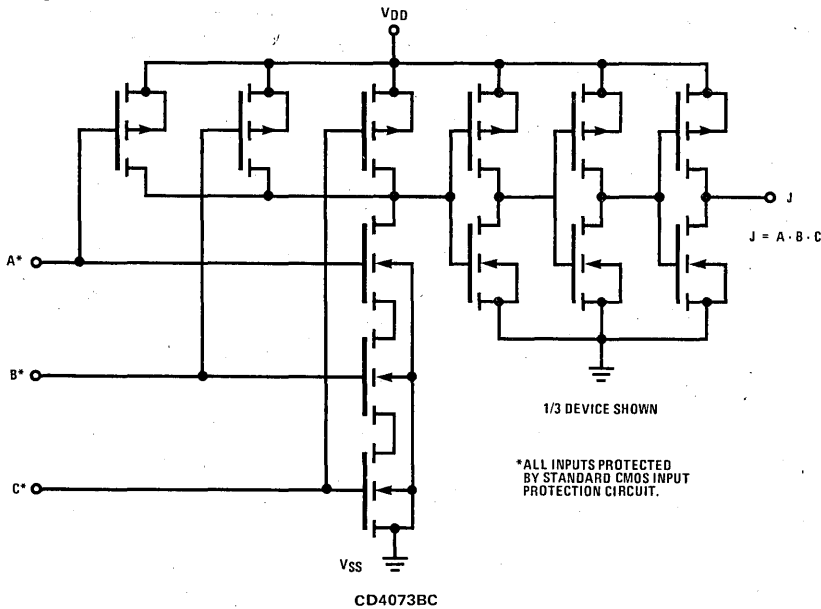 VDD
J
J = A · B · C
A*
B*
1/3 DEVICE SHOWN
*ALL INPUTS PROTECTED
BY STANDARD CMOS INPUT
PROTECTION CIRCUIT.
C*
VSS
CD4073BC